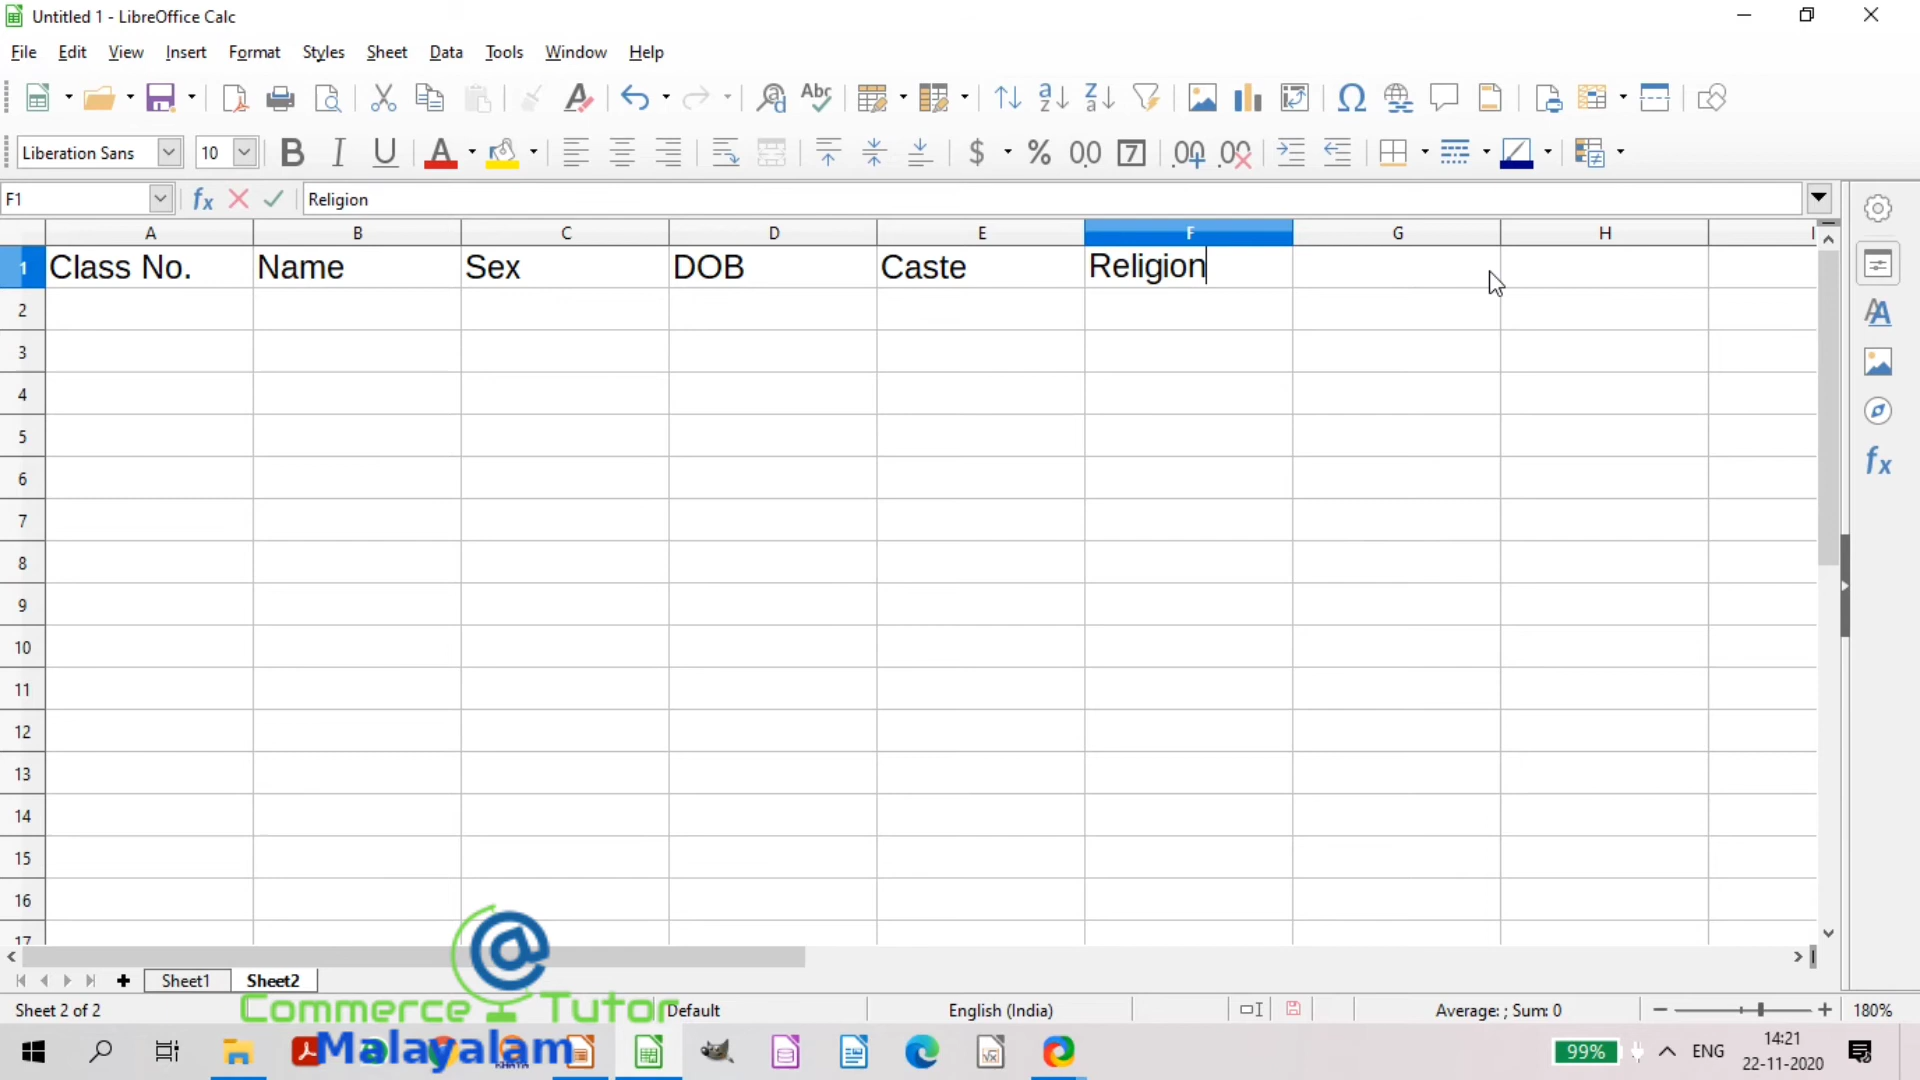 Untitled 1 - LibreOffice Calc
File Edit View Insert Format Styles Sheet Data Tools Window Help
Liberation Sans 10
F1 Religion
A B C D E F G H I
1 Class No. Name Sex DOB Caste Religion
2
3
4
5
6
7
8
9
10
11
12
13
14
15
16
17
Sheet1 Sheet2
Sheet 2 of 2 Default English (India) Average: ; Sum: 0 180%
Commerce Tutor
Malayalam
99% ENG 14:21
22-11-2020